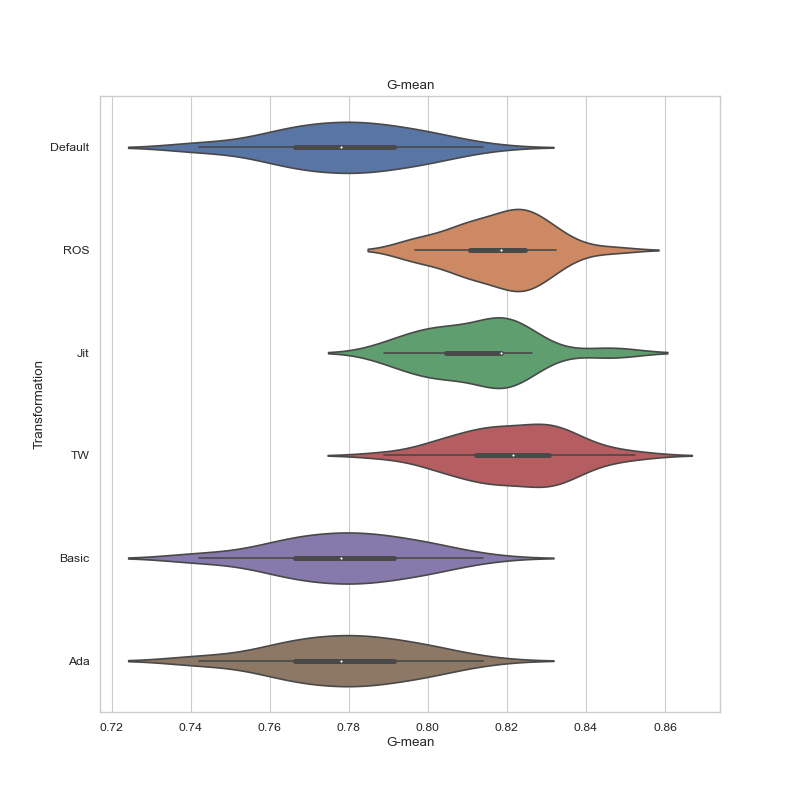 G-mean
Default
ROS
Jit
TW
Basic
Ada
Transformation
0.72 0.74 0.76 0.78 0.80 0.82 0.84 0.86
G-mean